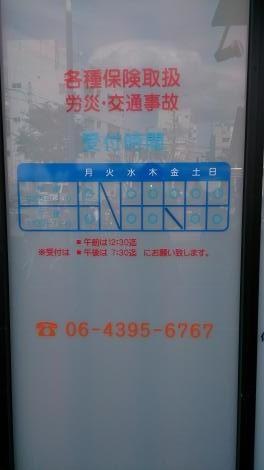 各種保険取扱
労災・交通事故
受付時間
月 火 水 木 金 土 日
■ 午前は12:30迄
※受付は ■ 午後は 7:30迄 にお願い致します。
☎ 06-4395-6767